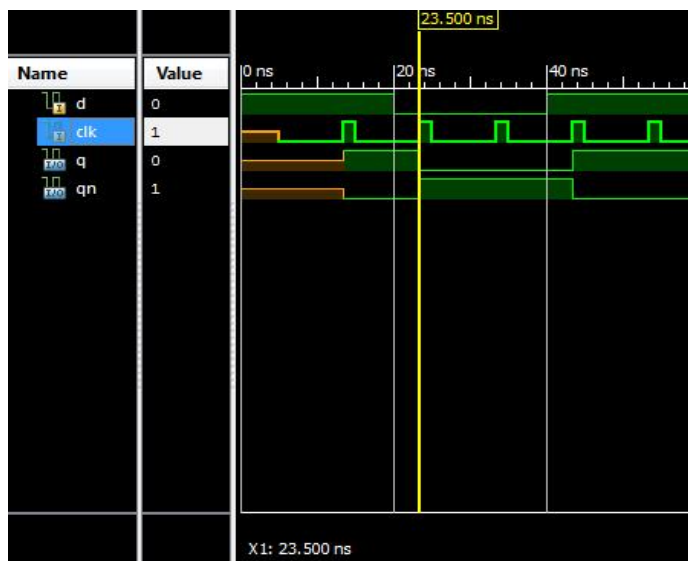 23.500 ns
Name Value 0 ns 20 ns 40 ns
d 0
clk 1
I/O q 0
I/O qn 1
X1: 23.500 ns